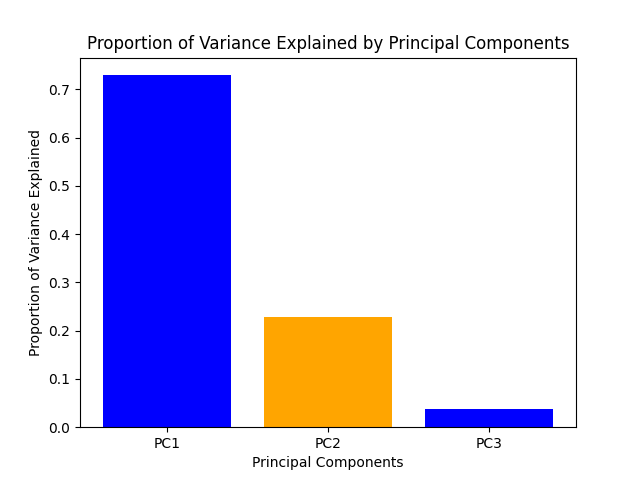 Proportion of Variance Explained by Principal Components
Proportion of Variance Explained
0.7
0.6
0.5
0.4
0.3
0.2
0.1
0.0
PC1 PC2 PC3
Principal Components